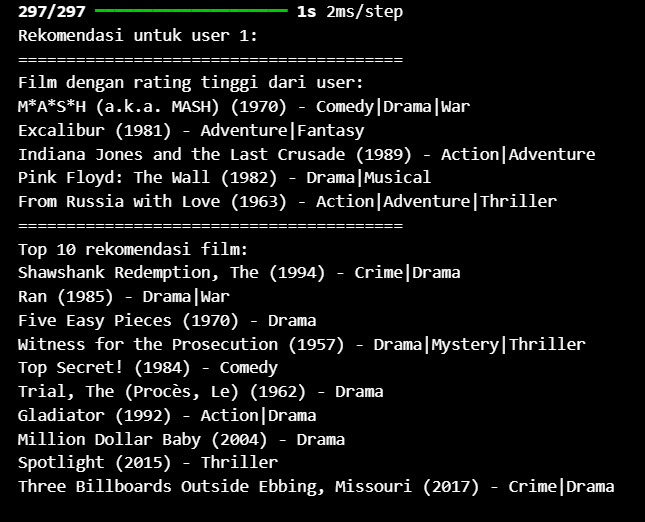 297/297 ━━━━━━━━━━━━━━━━━━━━ 1s 2ms/step
Rekomendasi untuk user 1:
========================================
Film dengan rating tinggi dari user:
M*A*S*H (a.k.a. MASH) (1970) - Comedy|Drama|War
Excalibur (1981) - Adventure|Fantasy
Indiana Jones and the Last Crusade (1989) - Action|Adventure
Pink Floyd: The Wall (1982) - Drama|Musical
From Russia with Love (1963) - Action|Adventure|Thriller
========================================
Top 10 rekomendasi film:
Shawshank Redemption, The (1994) - Crime|Drama
Ran (1985) - Drama|War
Five Easy Pieces (1970) - Drama
Witness for the Prosecution (1957) - Drama|Mystery|Thriller
Top Secret! (1984) - Comedy
Trial, The (Procès, Le) (1962) - Drama
Gladiator (1992) - Action|Drama
Million Dollar Baby (2004) - Drama
Spotlight (2015) - Thriller
Three Billboards Outside Ebbing, Missouri (2017) - Crime|Drama